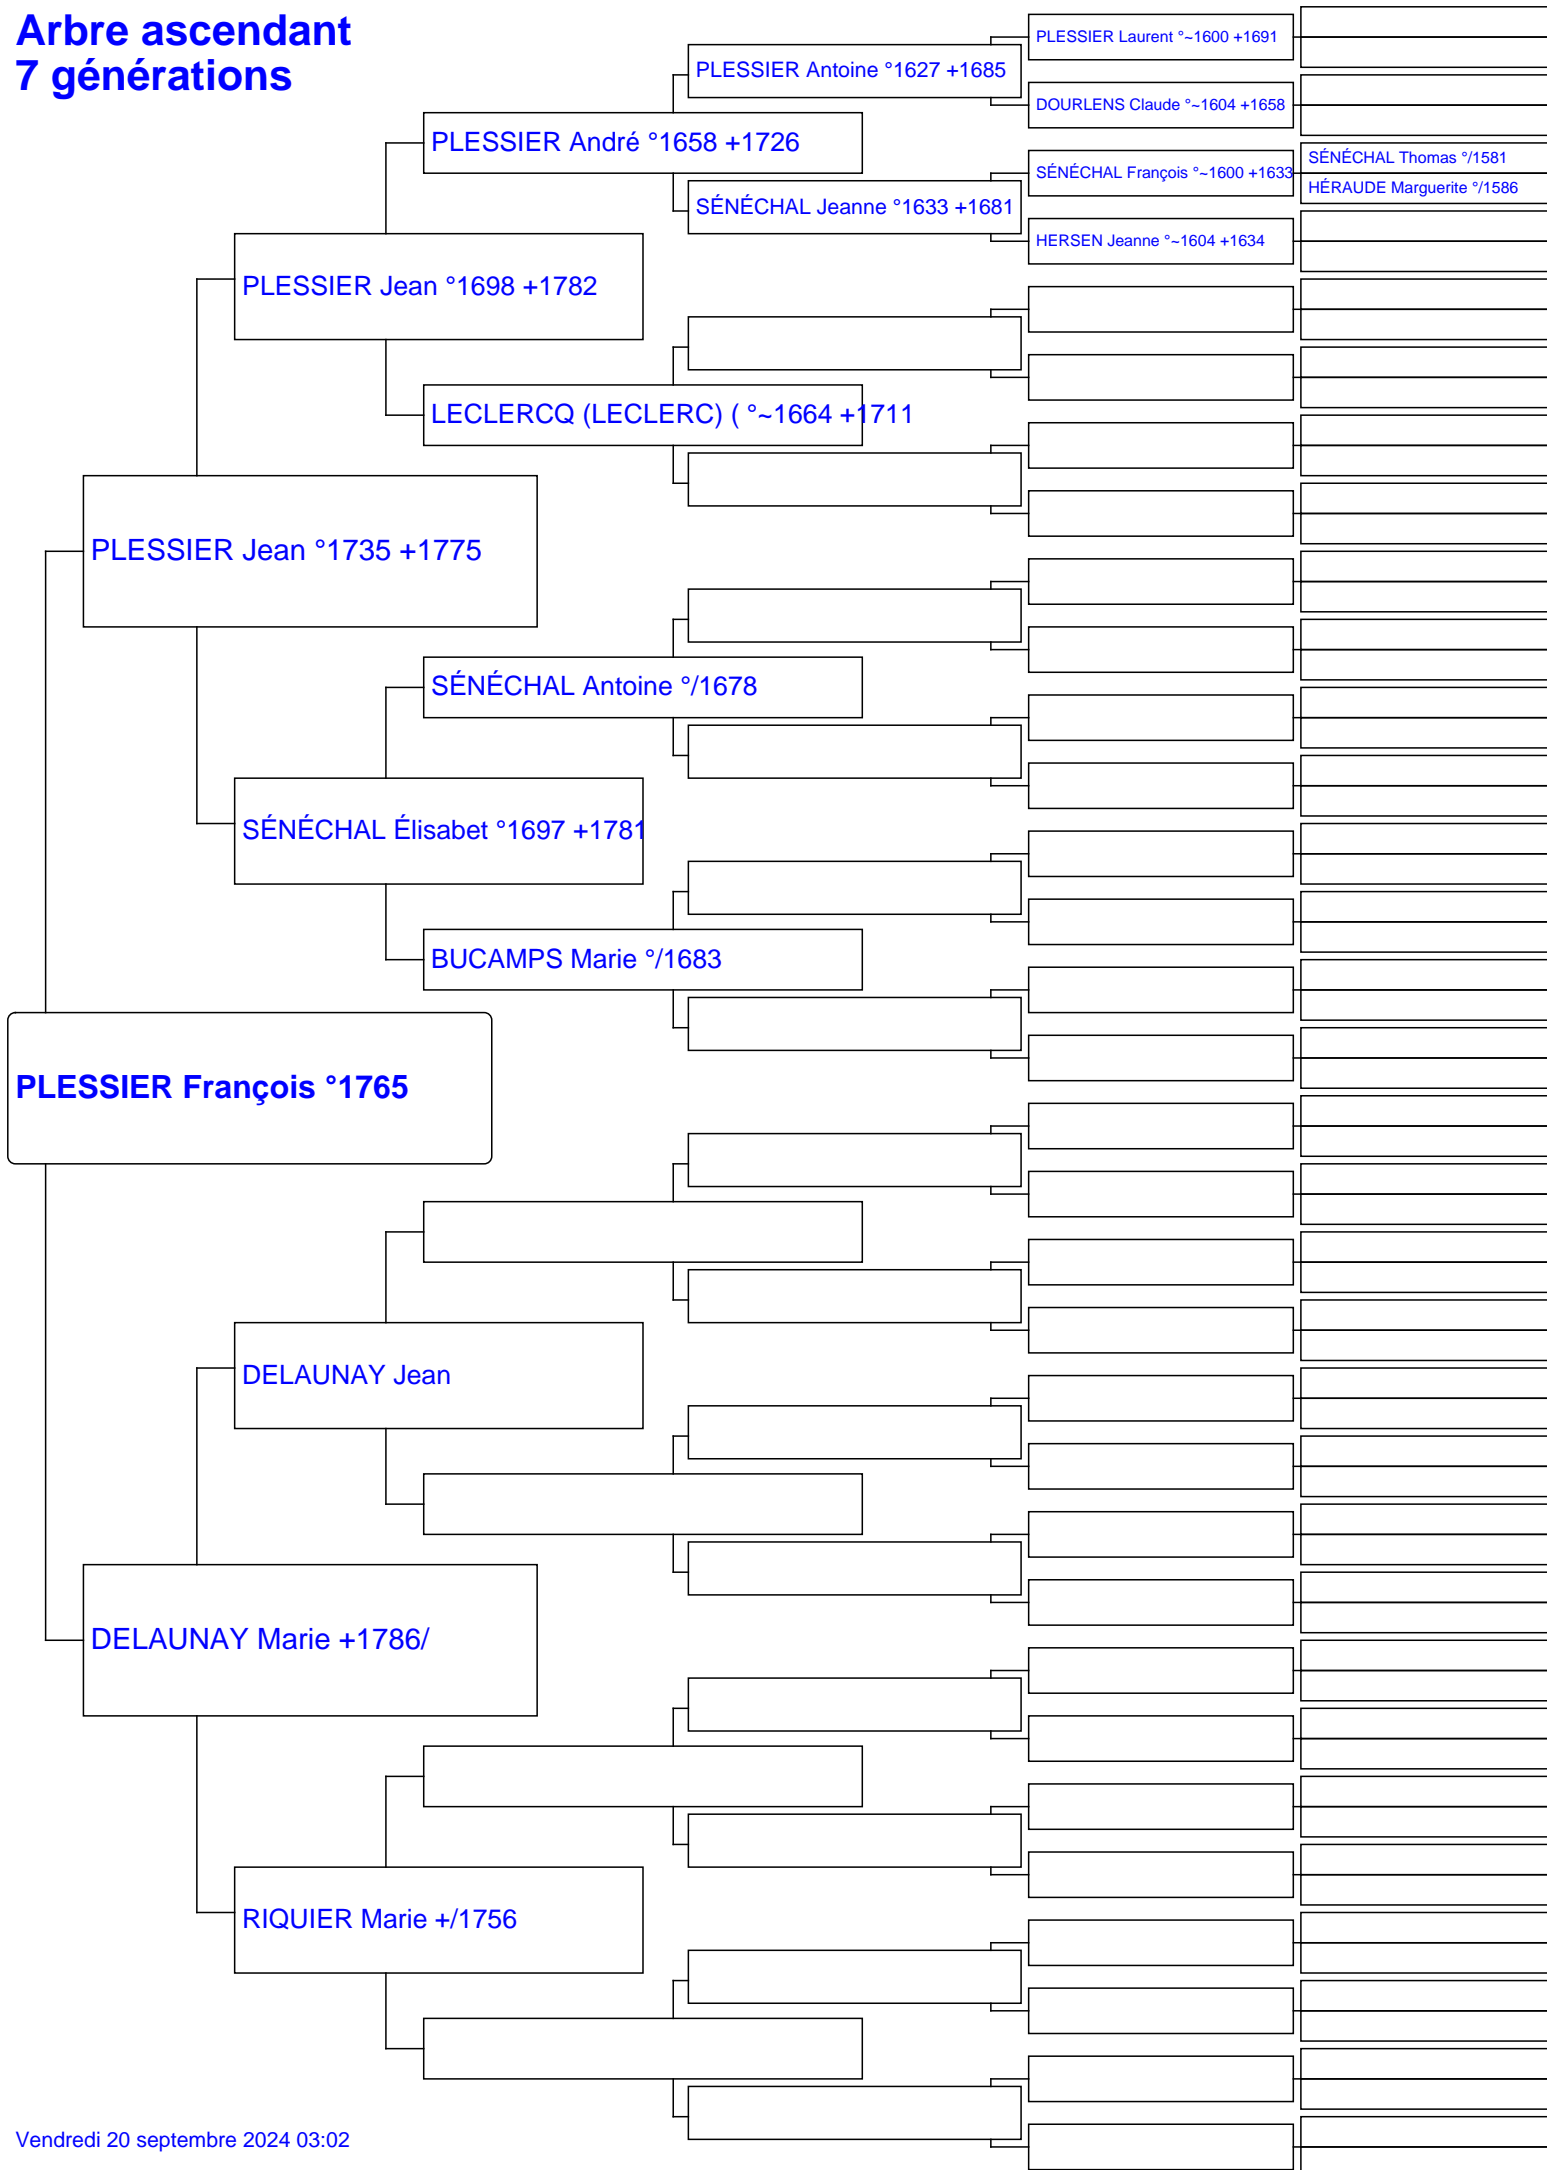 Arbre ascendant
7 générations
PLESSIER Laurent °~1600 +1691
PLESSIER Antoine °1627 +1685
DOURLENS Claude °~1604 +1658
PLESSIER André °1658 +1726
SÉNÉCHAL Thomas °/1581
SÉNÉCHAL François °~1600 +1633
HÉRAUDE Marguerite °/1586
SÉNÉCHAL Jeanne °1633 +1681
HERSEN Jeanne °~1604 +1634
PLESSIER Jean °1698 +1782
LECLERCQ (LECLERC) ( °~1664 +1711
PLESSIER Jean °1735 +1775
SÉNÉCHAL Antoine °/1678
SÉNÉCHAL Élisabet °1697 +1781
BUCAMPS Marie °/1683
PLESSIER François °1765
DELAUNAY Jean
DELAUNAY Marie +1786/
RIQUIER Marie +/1756
Vendredi 20 septembre 2024 03:02